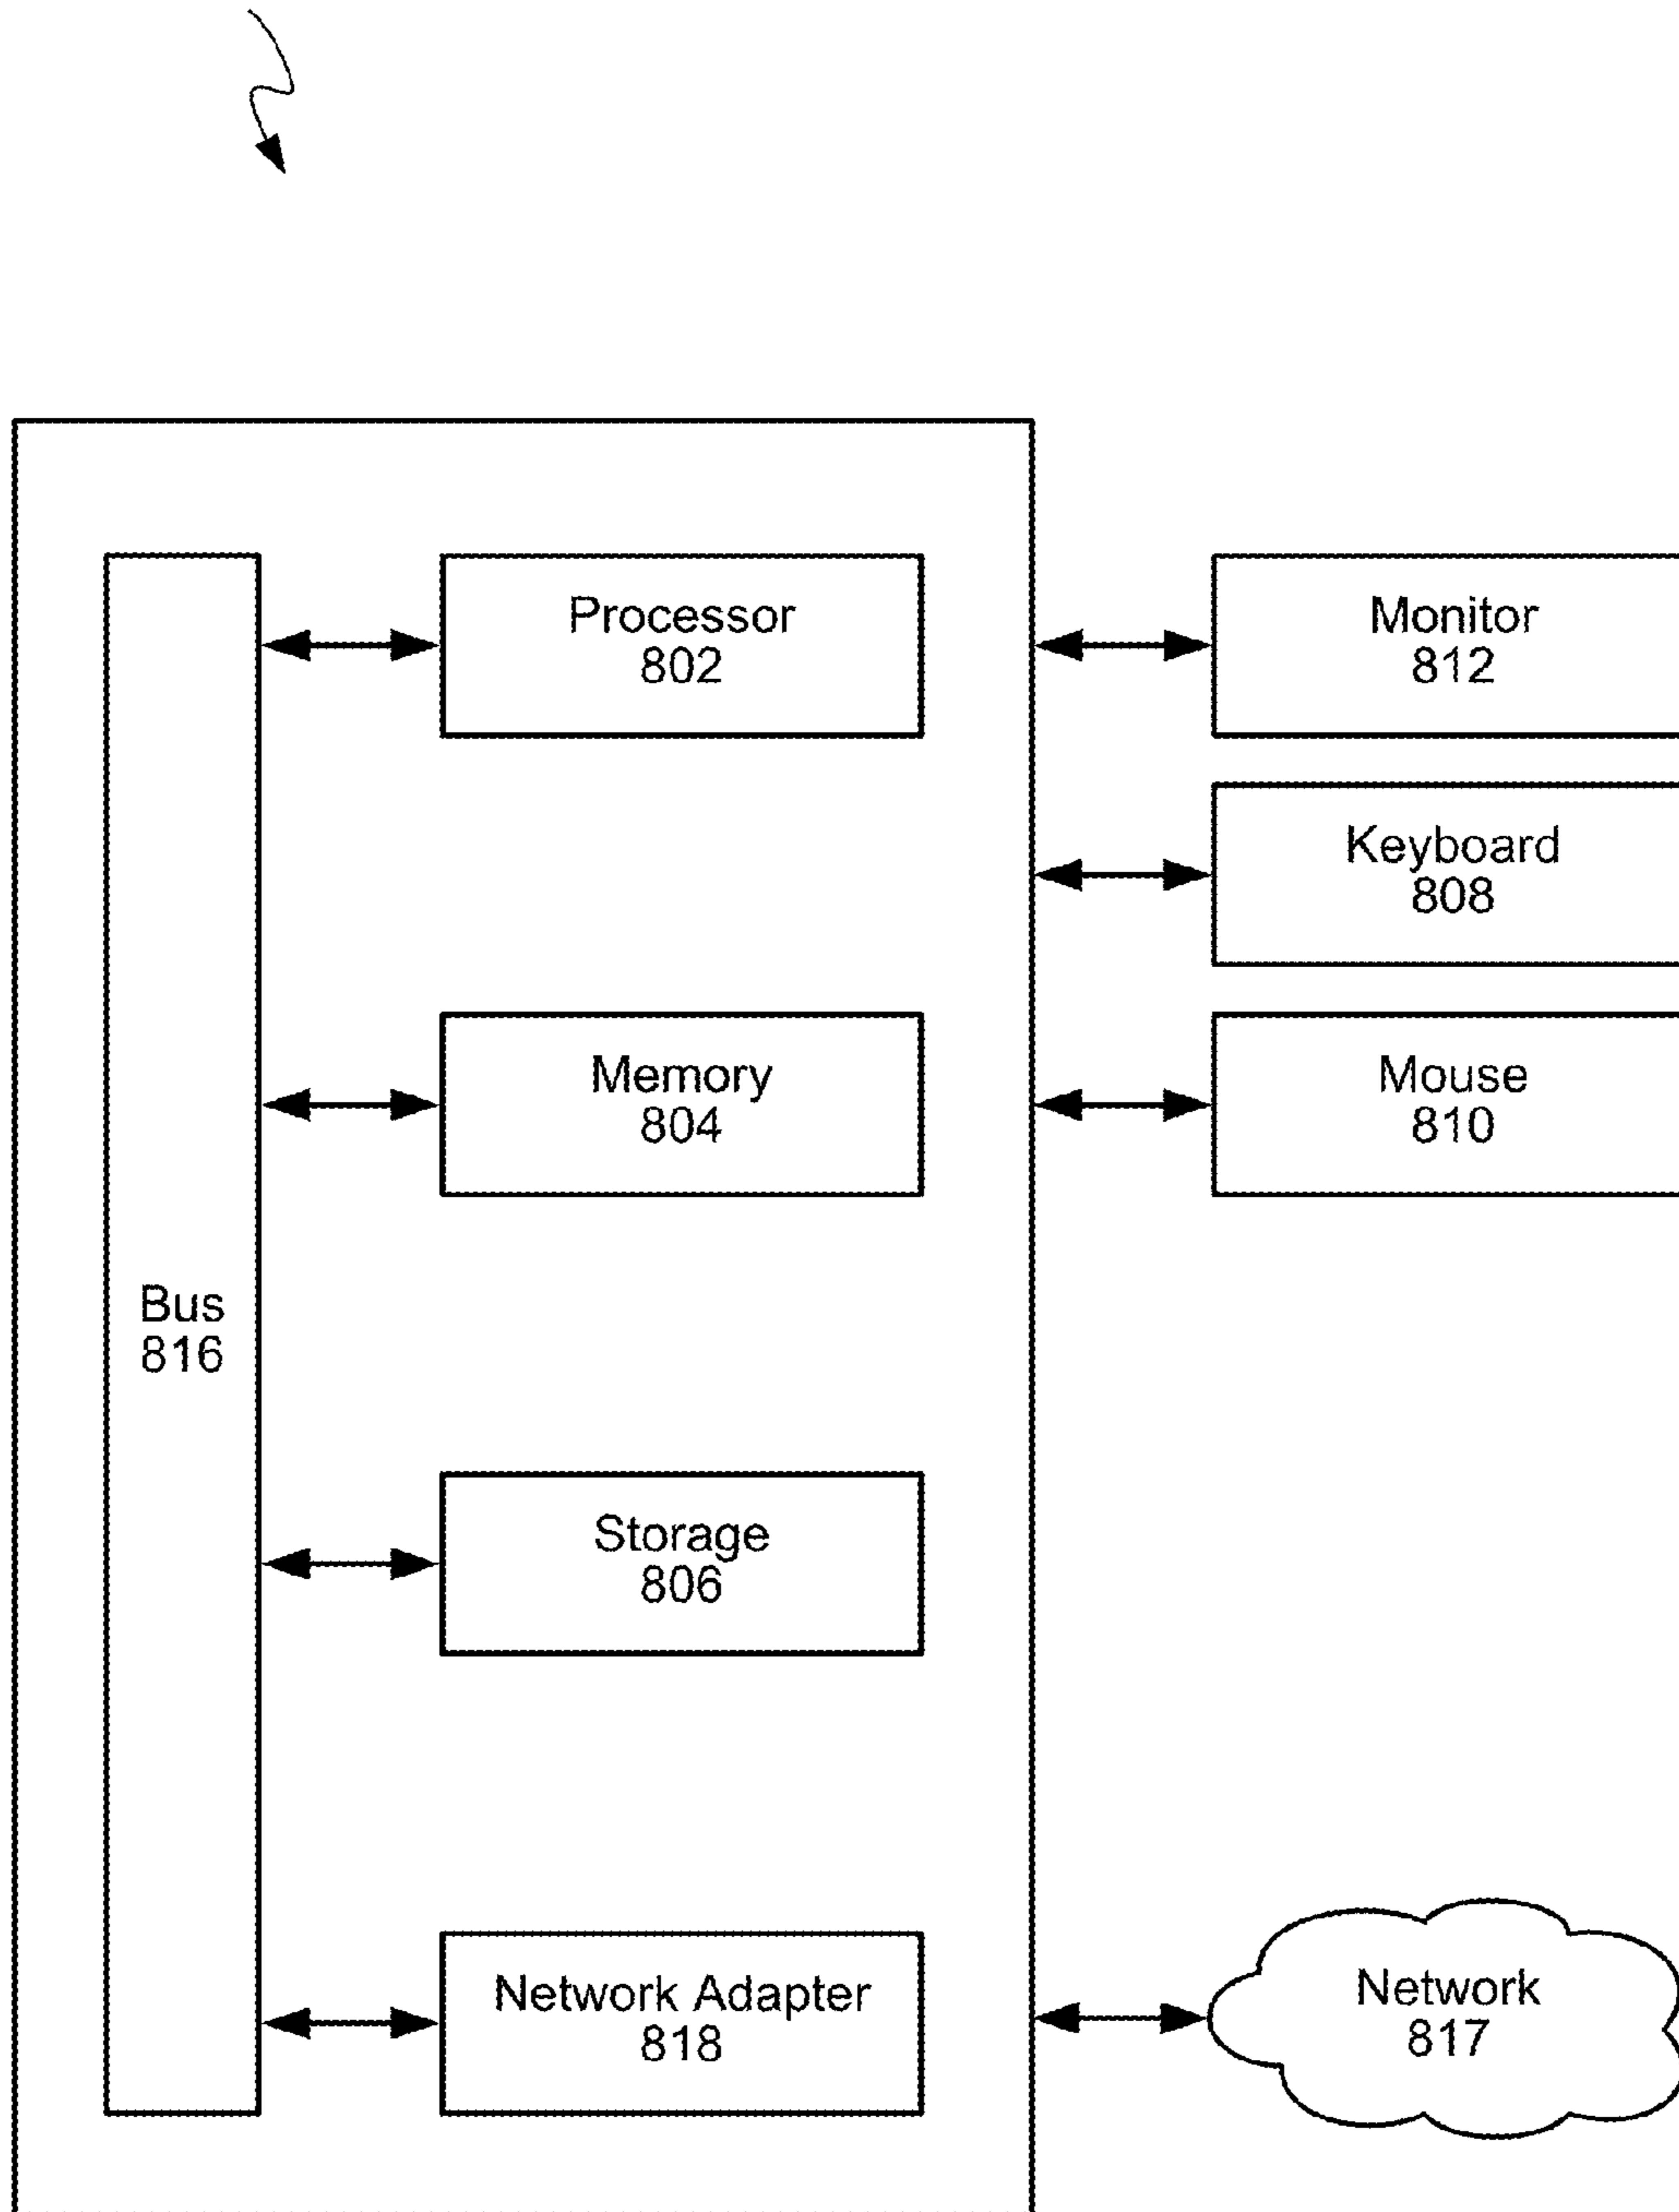 Processor
802
Monitor
812
Keyboard
808
Memory
804
Mouse
810
Bus
816
Storage
806
Network Adapter
818
Network
817